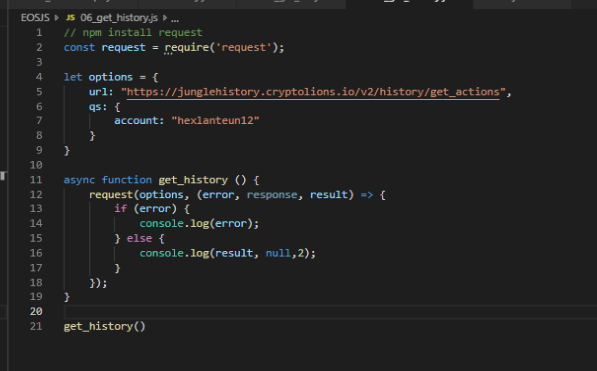 EOSJS > JS 06_get_history.js > ...
1 // npm install request
2 const request = require('request');
3
4 let options = {
5 url: "https://junglehistory.cryptolions.io/v2/history/get_actions",
6 qs: {
7 account: "hexlanteun12"
8 }
9 }
10
11 async function get_history () {
12 request(options, (error, response, result) => {
13 if (error) {
14 console.log(error);
15 } else {
16 console.log(result, null,2);
17 }
18 });
19 }
20
21 get_history()